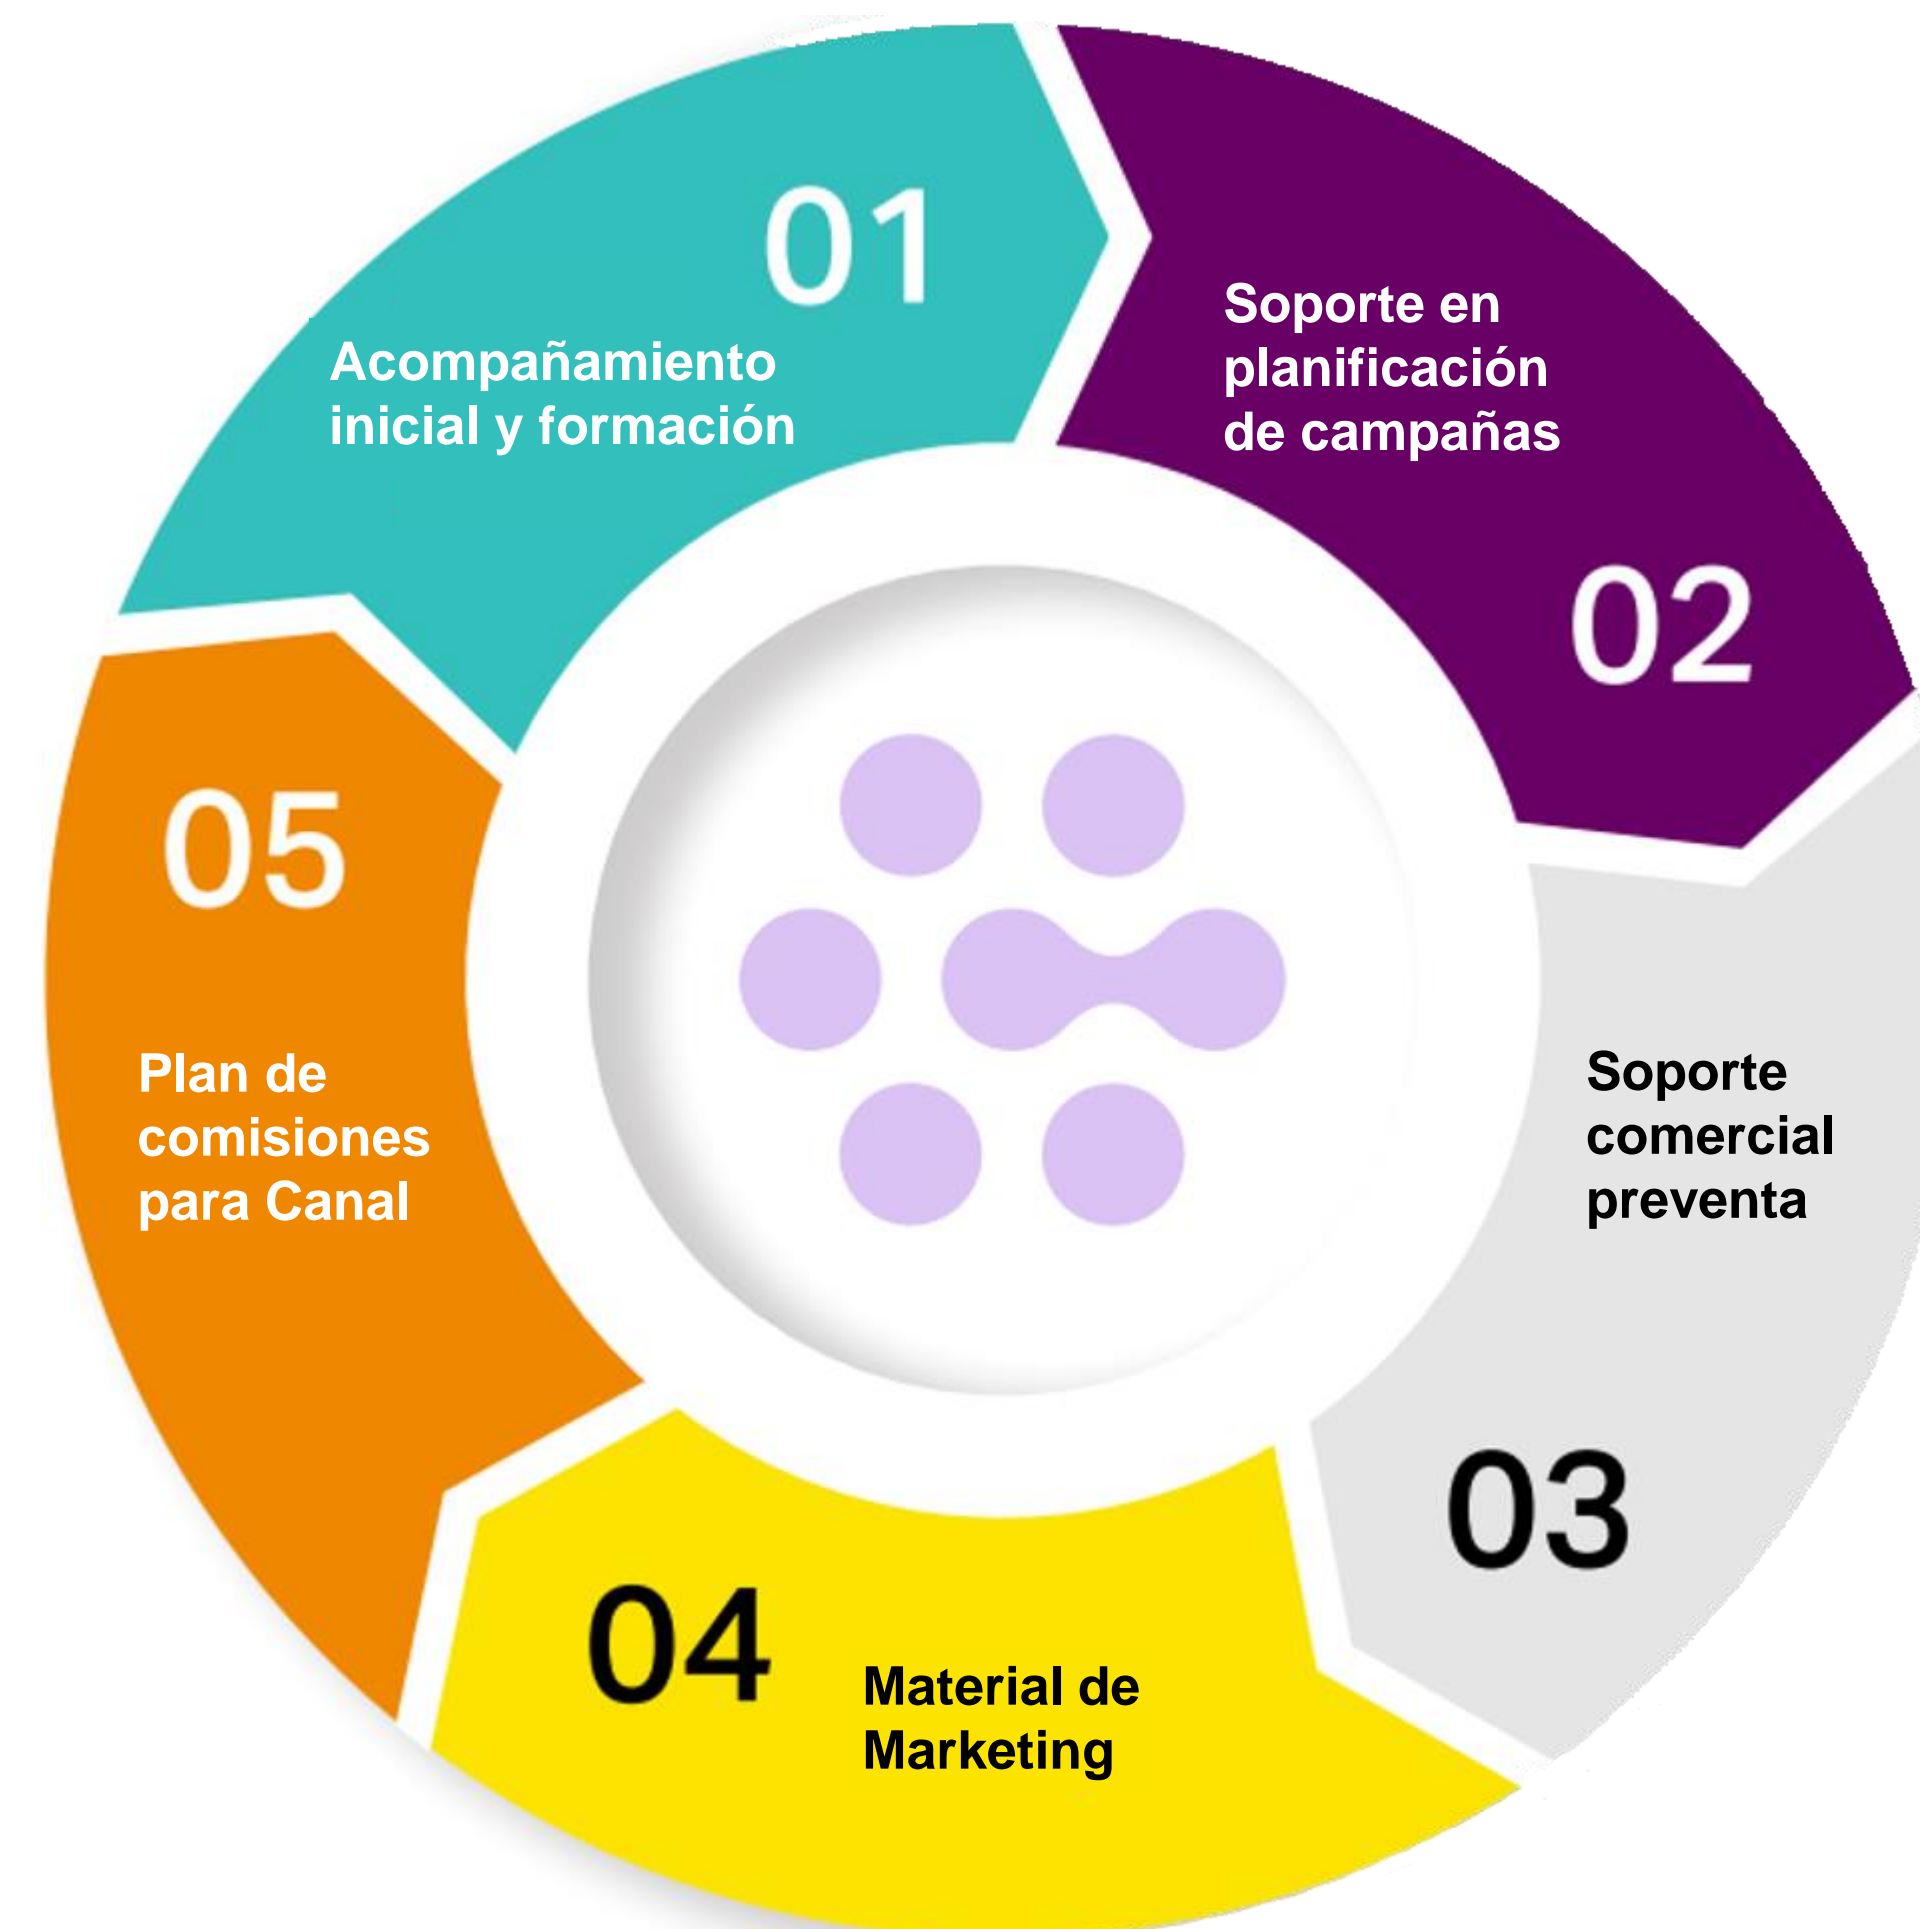 01
Acompañamiento
inicial y formación
Soporte en
planificación
de campañas
02
Soporte
comercial
preventa
03
04
Material de
Marketing
05
Plan de
comisiones
para Canal